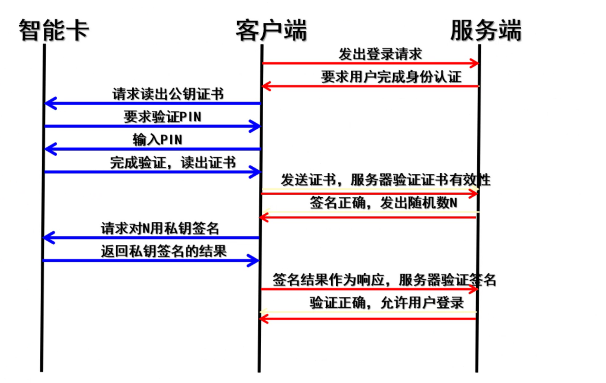 智能卡 客户端 服务端
发出登录请求
要求用户完成身份认证
请求读出公钥证书
要求验证PIN
输入PIN
完成验证，读出证书
发送证书，服务器验证证书有效性
签名正确，发出随机数N
请求对N用私钥签名
返回私钥签名的结果
签名结果作为响应，服务器验证签名
验证正确，允许用户登录